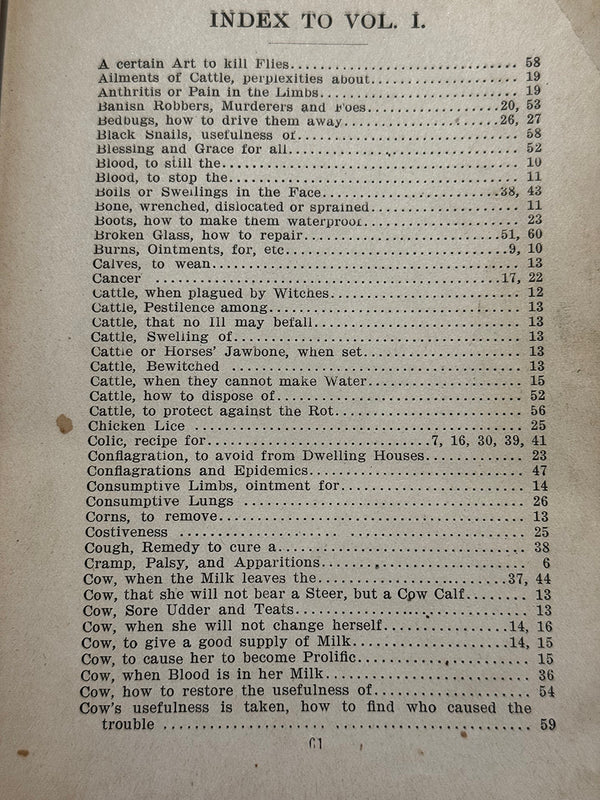 INDEX TO VOL. I.
A certain Art to kill Flies.................................. 58
Ailments of Cattle, perplexities about....................... 19
Anthritis or Pain in the Limbs............................... 19
Banish Robbers, Murderers and Foes.....................20, 53
Bedbugs, how to drive them away........................26, 27
Black Snails, usefulness of.................................. 58
Blessing and Grace for all................................... 52
Blood, to still the.......................................... 10
Blood, to stop the........................................... 11
Boils or Swellings in the Face.........................38, 43
Bone, wrenched, dislocated or sprained....................... 11
Boots, how to make them waterproof........................... 23
Broken Glass, how to repair............................51, 60
Burns, Ointments, for, etc..............................9, 10
Calves, to wean.............................................. 13
Cancer .................................................17, 22
Cattle, when plagued by Witches.............................. 12
Cattle, Pestilence among..................................... 13
Cattle, that no Ill may befall............................... 13
Cattle, Swelling of.......................................... 13
Cattle or Horses' Jawbone, when set.......................... 13
Cattle, Bewitched ........................................... 13
Cattle, when they cannot make Water.......................... 15
Cattle, how to dispose of.................................... 52
Cattle, to protect against the Rot........................... 56
Chicken Lice ................................................ 25
Colic, recipe for............................7, 16, 30, 39, 41
Conflagration, to avoid from Dwelling Houses............. 23
Conflagrations and Epidemics................................. 47
Consumptive Limbs, ointment for.............................. 14
Consumptive Lungs ........................................... 26
Corns, to remove............................................. 13
Costiveness ...................... .......................... 25
Cough, Remedy to cure a...................................... 38
Cramp, Palsy, and Apparitions................................ 6
Cow, when the Milk leaves the..........................37, 44
Cow, that she will not bear a Steer, but a Cow Calf........ 13
Cow, Sore Udder and Teats.................................... 13
Cow, when she will not change herself..................14, 16
Cow, to give a good supply of Milk.....................14, 15
Cow, to cause her to become Prolific......................... 15
Cow, when Blood is in her Milk............................... 36
Cow, how to restore the usefulness of........................ 54
Cow's usefulness is taken, how to find who caused the
trouble ..................... ............................... 59
61